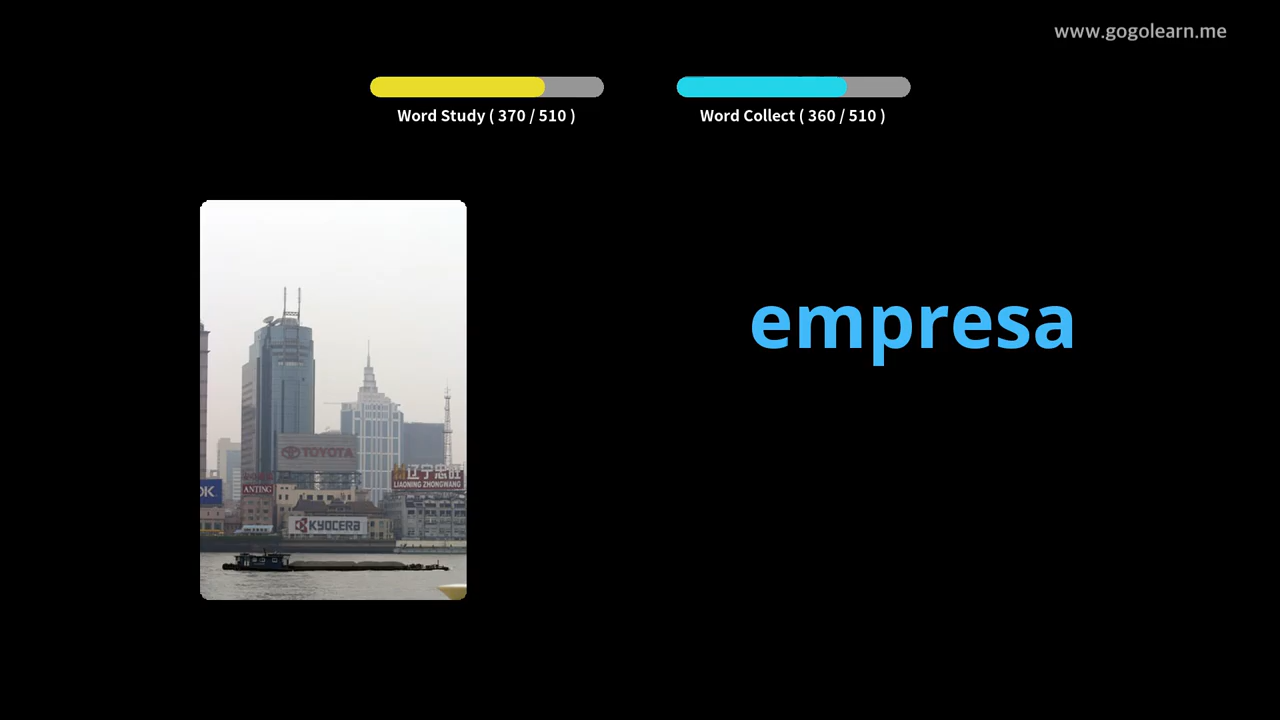 www.gogolearn.me
Word Study ( 370 / 510 )
Word Collect ( 360 / 510 )
empresa
TOYOTA
辽宁忠旺
LIAONING ZHONGWANG
OK
ANTING
KYOCERA